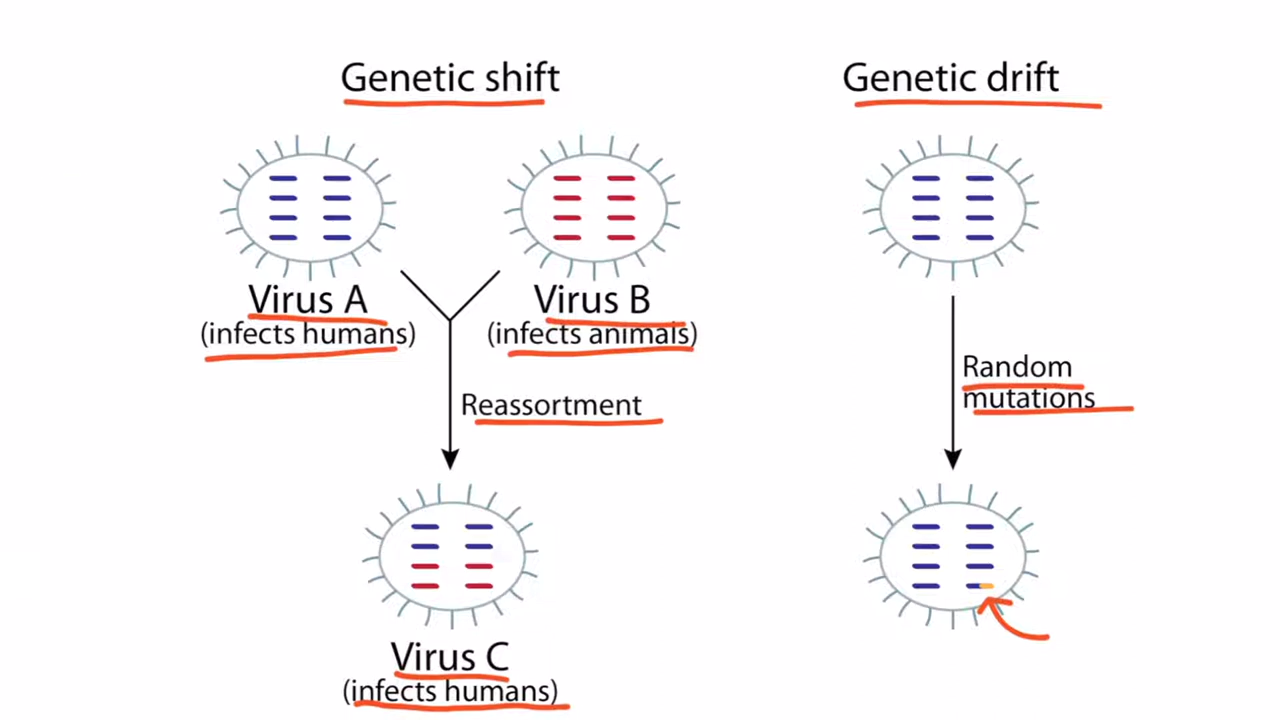 Genetic shift
Virus A
(infects humans)
Virus B
(infects animals)
Reassortment
Virus C
(infects humans)
Genetic drift
Random
mutations